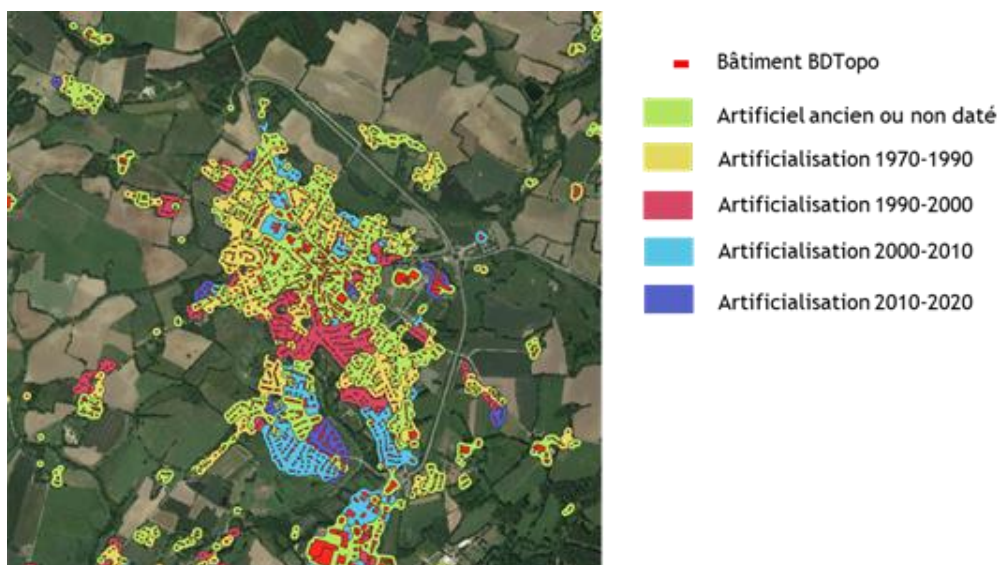 Bâtiment BDTopo
Artificiel ancien ou non daté
Artificialisation 1970-1990
Artificialisation 1990-2000
Artificialisation 2000-2010
Artificialisation 2010-2020